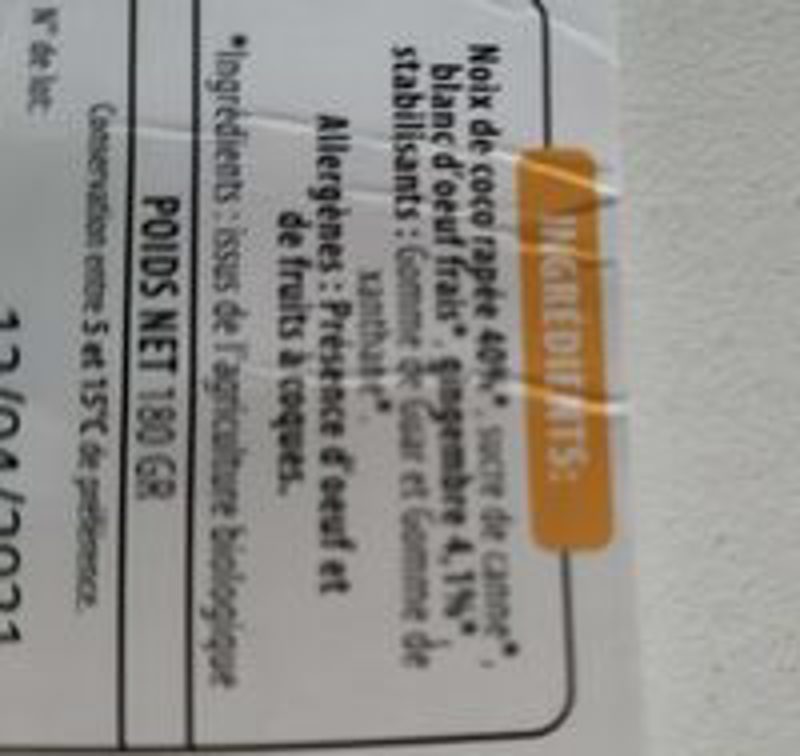 INGRÉDIENTS:
Noix de coco rapée 40%*, sucre de canne*,
blanc d'oeuf frais*, gingembre 4,1%*,
stabilisants : Gomme de Guar et Gomme de
xanthane*.
Allergènes : Présence d'oeuf et
de fruits à coques.
*Ingrédients : issus de l'agriculture biologique
POIDS NET 180 GR
Conservation entre 5 et 15°C de préférence.
N° de lot: